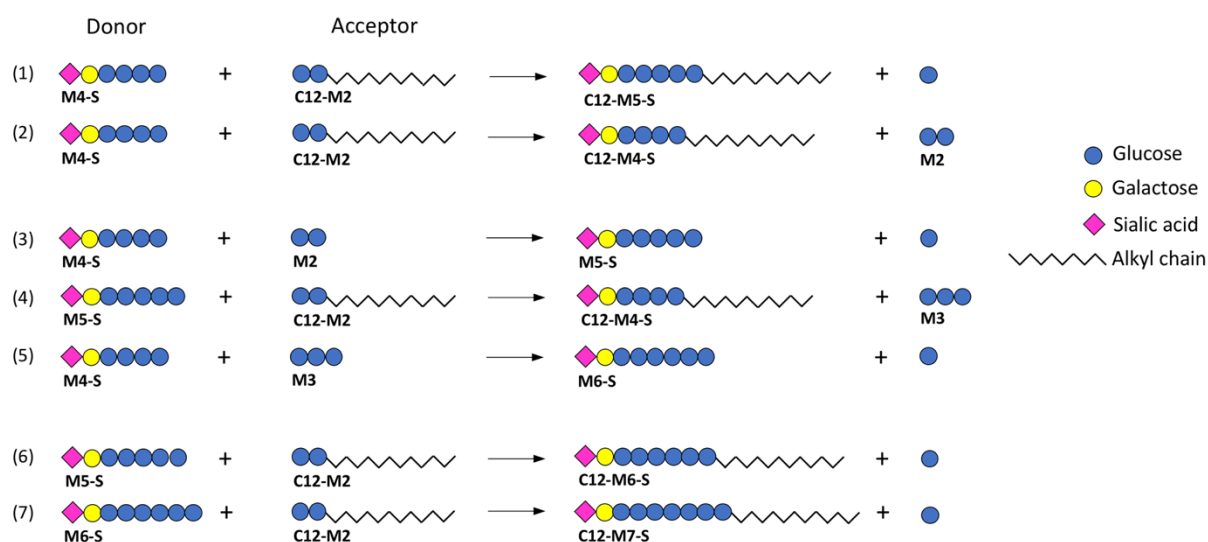 Donor Acceptor
(1) + +
M4-S C12-M2 C12-M5-S
(2) + +
M4-S C12-M2 C12-M4-S M2
Glucose
Galactose
Sialic acid
Alkyl chain
(3) + +
M4-S M2 M5-S
(4) + +
M5-S C12-M2 C12-M4-S M3
(5) + +
M4-S M3 M6-S
(6) + +
M5-S C12-M2 C12-M6-S
(7) + +
M6-S C12-M2 C12-M7-S